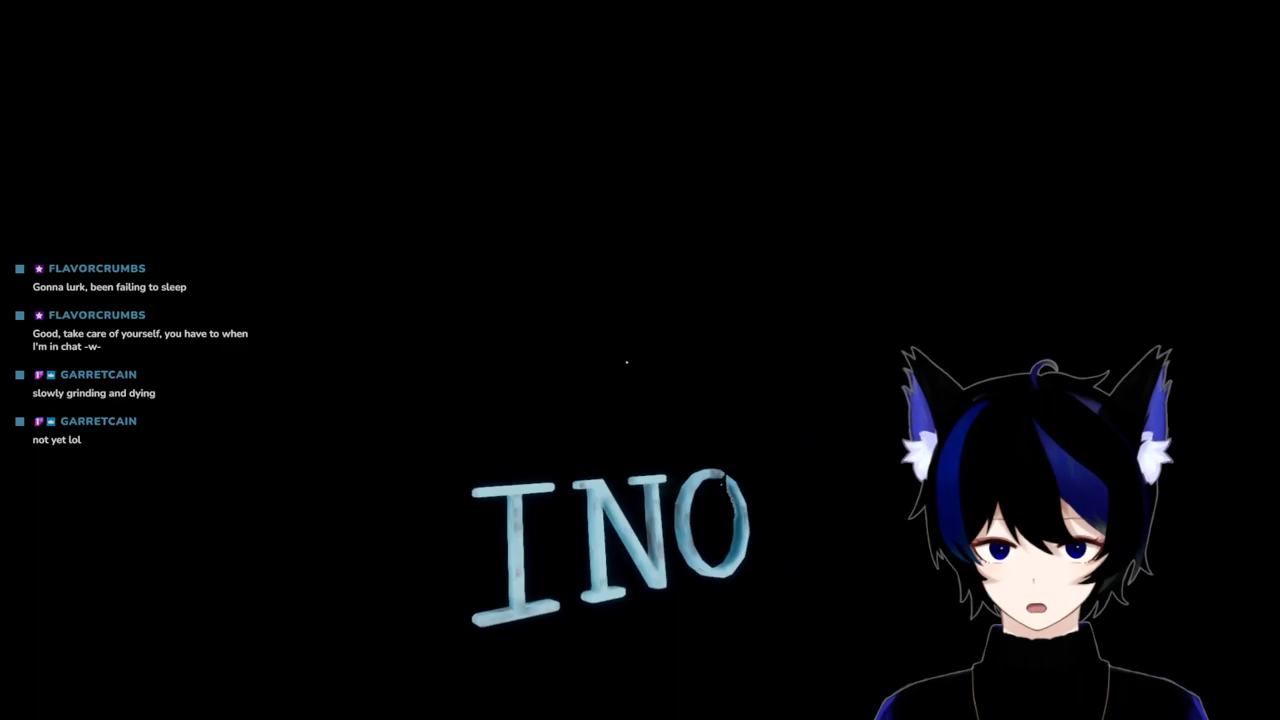 FLAVORCRUMBS
Gonna lurk, been failing to sleep
FLAVORCRUMBS
Good, take care of yourself, you have to when
I'm in chat -w-
GARRETCAIN
slowly grinding and dying
GARRETCAIN
not yet lol
INO